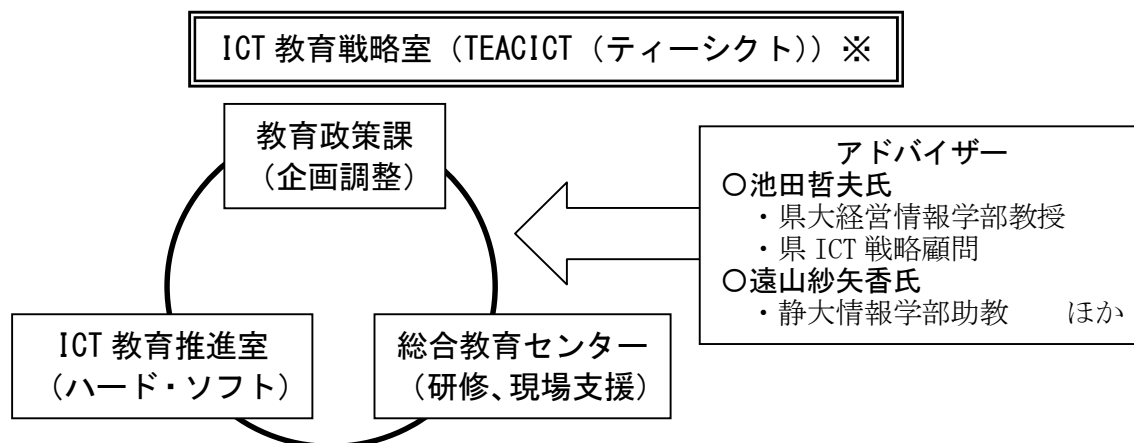 ICT 教育戦略室（TEACICT（ティーシクト））※
教育政策課
（企画調整）
ICT 教育推進室
（ハード・ソフト）
総合教育センター
（研修、現場支援）
アドバイザー
○池田哲夫氏
・県大経営情報学部教授
・県 ICT 戦略顧問
○遠山紗矢香氏
・静大情報学部助教　　ほか